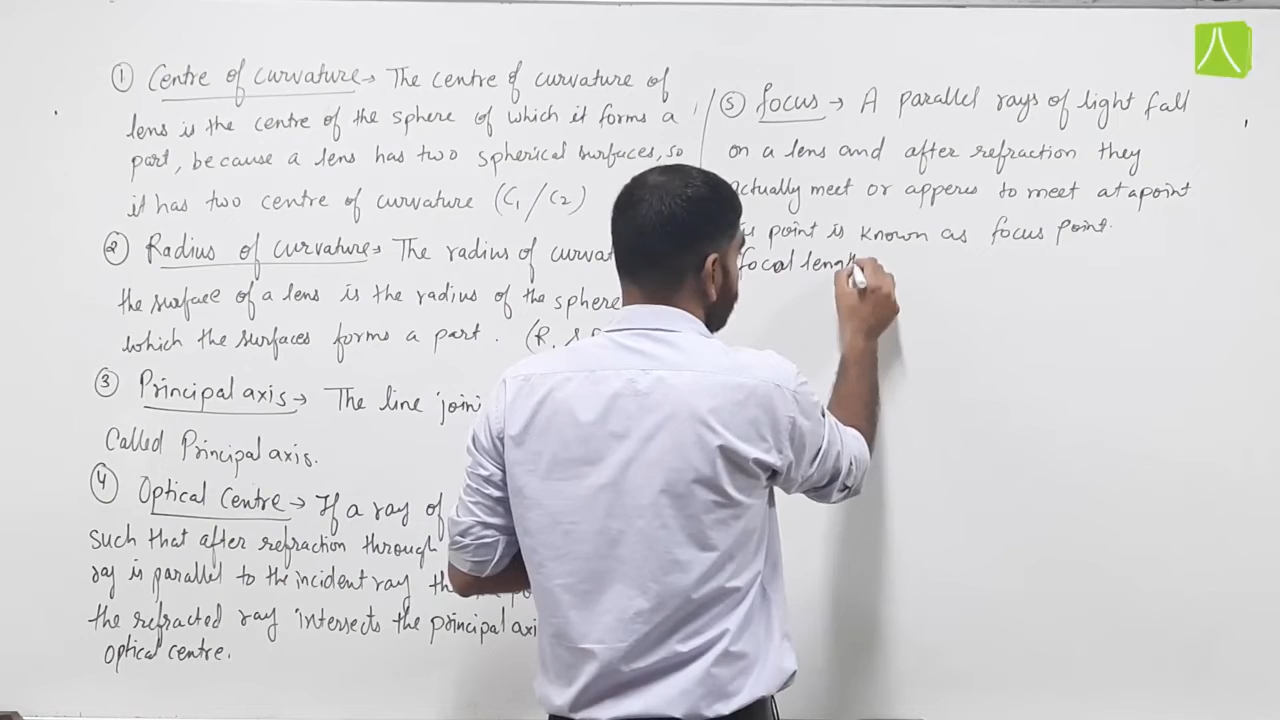 ① Centre of curvature → The centre of curvature of
lens is the centre of the sphere of which it forms a
part, because a lens has two spherical surfaces, so
it has two centre of curvature (C₁/C₂)
② Radius of curvature → The radius of
the surface of a lens is the radius of the sphere
which the surfaces forms a part. (R₁ &
③ Principal axis → The line
Called Principal axis.
④ Optical Centre → If a ray of
such that after refraction through
ray is parallel to the incident ray
the refracted ray intersects the principal
optical centre.
⑤ focus → A parallel rays of light fall
on a lens and after refraction they
actually meet or apperes to meet at a point
point is known as focus point.
focal